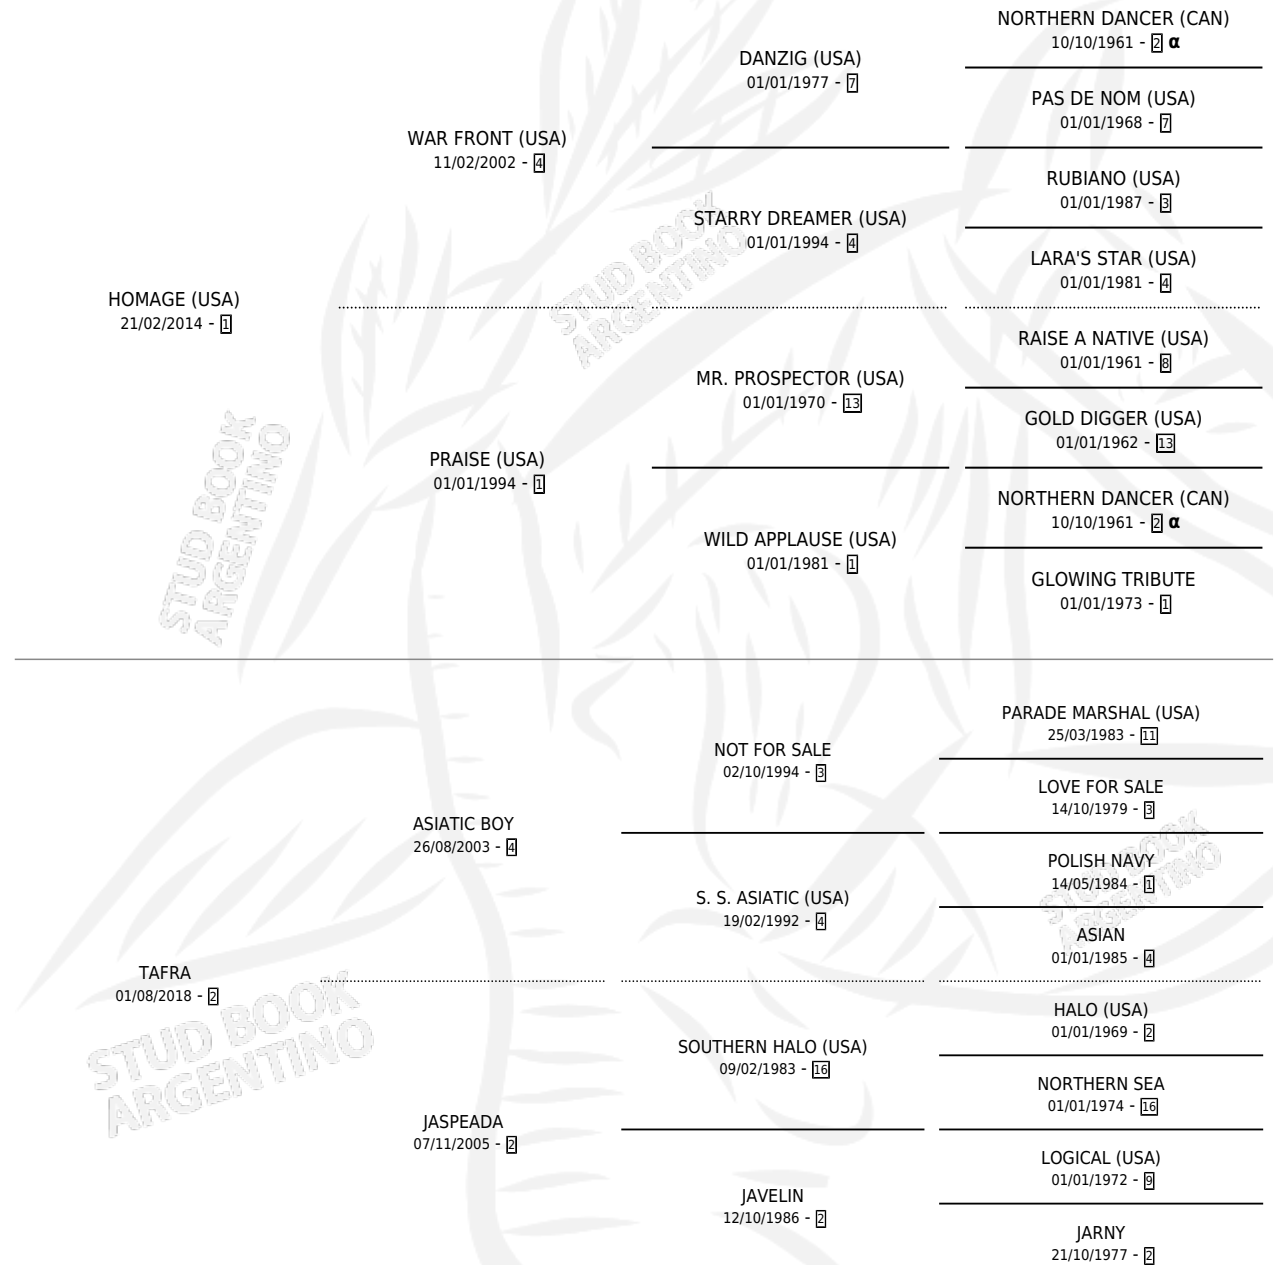 NORTHERN DANCER (CAN)
10/10/1961 - 2 α
DANZIG (USA)
01/01/1977 - 7
PAS DE NOM (USA)
01/01/1968 - 7
WAR FRONT (USA)
11/02/2002 - 4
RUBIANO (USA)
01/01/1987 - 3
STARRY DREAMER (USA)
01/01/1994 - 4
LARA'S STAR (USA)
01/01/1981 - 4
HOMAGE (USA)
21/02/2014 - 1
RAISE A NATIVE (USA)
01/01/1961 - 8
MR. PROSPECTOR (USA)
01/01/1970 - 13
GOLD DIGGER (USA)
01/01/1962 - 13
PRAISE (USA)
01/01/1994 - 1
NORTHERN DANCER (CAN)
10/10/1961 - 2 α
WILD APPLAUSE (USA)
01/01/1981 - 1
GLOWING TRIBUTE
01/01/1973 - 1
PARADE MARSHAL (USA)
25/03/1983 - 11
NOT FOR SALE
02/10/1994 - 3
LOVE FOR SALE
14/10/1979 - 3
ASIATIC BOY
26/08/2003 - 4
POLISH NAVY
14/05/1984 - 1
S. S. ASIATIC (USA)
19/02/1992 - 4
ASIAN
01/01/1985 - 4
TAFRA
01/08/2018 - 2
HALO (USA)
01/01/1969 - 2
SOUTHERN HALO (USA)
09/02/1983 - 16
NORTHERN SEA
01/01/1974 - 16
JASPEADA
07/11/2005 - 2
LOGICAL (USA)
01/01/1972 - 9
JAVELIN
12/10/1986 - 2
JARNY
21/10/1977 - 2
STUD BOOK
ARGENTINO
STUD BOOK
ARGENTINO
STUD BOOK
ARGENTINO
STUD BOOK
ARGENTINO